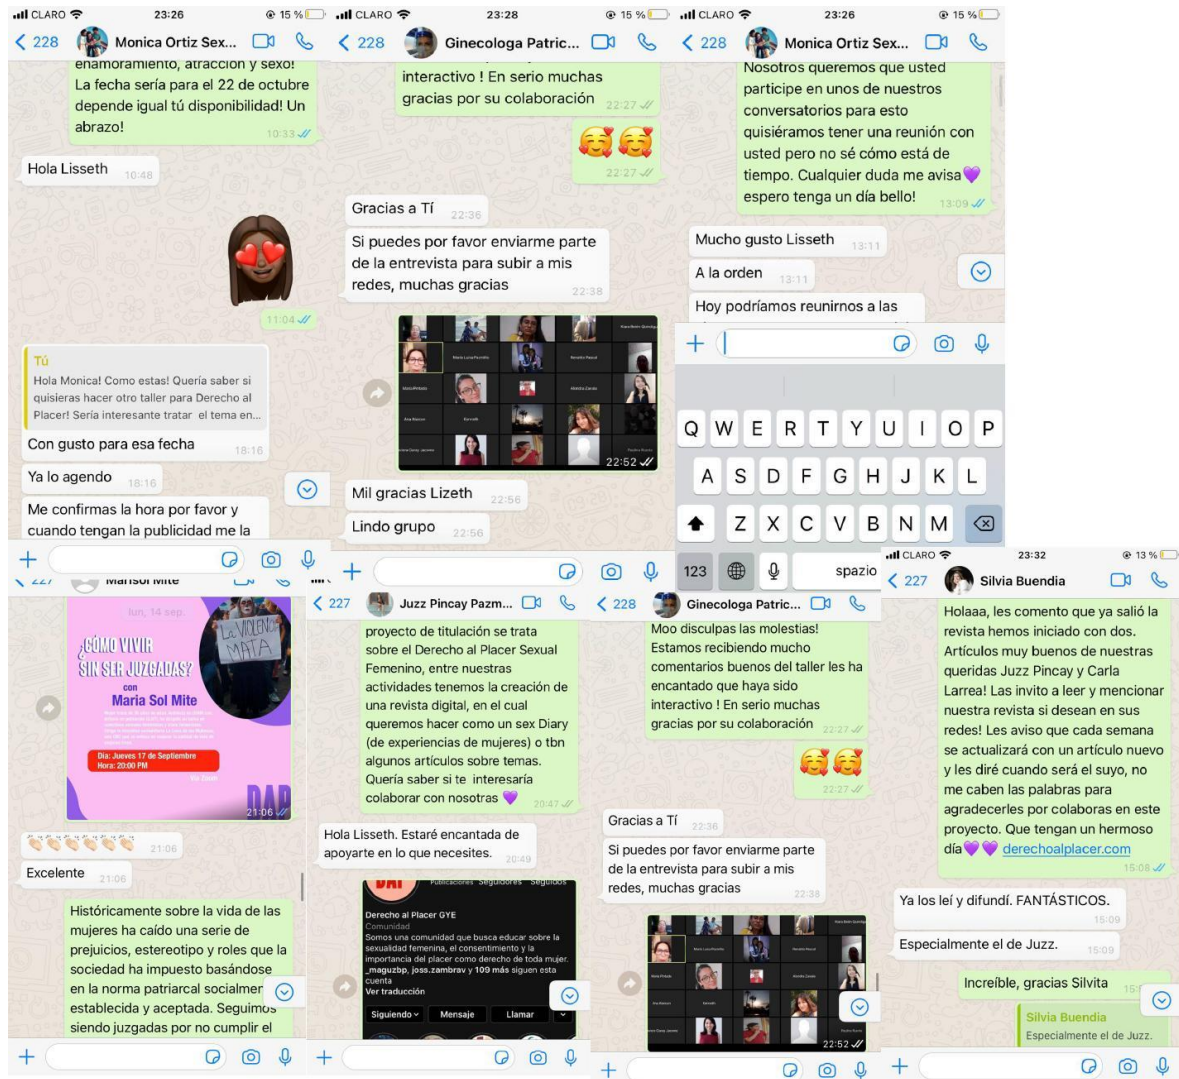 CLARO 23:26 15 %
228 Monica Ortiz Sex...
enamoramiento, atracción y sexo!
La fecha sería para el 22 de octubre
depende igual tú disponibilidad! Un
abrazo!
10:33
Hola Lisseth 10:48
11:04
Tú
Hola Monica! Como estas! Quería saber si
quisieras hacer otro taller para Derecho al
Placer! Sería interesante tratar el tema en...
Con gusto para esa fecha 18:16
Ya lo agendo 18:16
Me confirmas la hora por favor y
cuando tengan la publicidad me la
CLARO 23:28 15 %
228 Ginecologa Patric...
interactivo ! En serio muchas
gracias por su colaboración 22:27
22:27
Gracias a Tí 22:36
Si puedes por favor enviarme parte
de la entrevista para subir a mis
redes, muchas gracias 22:38
22:52
Mil gracias Lizeth 22:56
Lindo grupo 22:56
CLARO 23:26 15 %
228 Monica Ortiz Sex...
Nosotros queremos que usted
participe en unos de nuestros
conversatorios para esto
quisiéramos tener una reunión con
usted pero no sé cómo está de
tiempo. Cualquier duda me avisa💜
espero tenga un día bello! 13:09
Mucho gusto Lisseth 13:11
A la orden 13:11
Hoy podríamos reunirnos a las
Q W E R T Y U I O P
A S D F G H J K L
Z X C V B N M
123 spazio
227 Marisol Mite
lun, 14 sep.
¿CÓMO VIVIR
SIN SER JUZGADAS?
con
Maria Sol Mite
LA VIOLENCIA
MATA
Día: Jueves 17 de Septiembre
Hora: 20:00 PM
Vía Zoom
DAP
21:06
👏🏻👏🏻👏🏻👏🏻👏🏻👏🏻 21:06
Excelente 21:06
Históricamente sobre la vida de las
mujeres ha caído una serie de
prejuicios, estereotipo y roles que la
sociedad ha impuesto basándose
en la norma patriarcal socialmente
establecida y aceptada. Seguimos
siendo juzgadas por no cumplir el
227 Juzz Pincay Pazm...
proyecto de titulación se trata
sobre el Derecho al Placer Sexual
Femenino, entre nuestras
actividades tenemos la creación de
una revista digital, en el cual
queremos hacer como un sex Diary
(de experiencias de mujeres) o tbn
algunos artículos sobre temas.
Quería saber si te interesaría
colaborar con nosotras 💜 20:47
Hola Lisseth. Estaré encantada de
apoyarte en lo que necesites. 20:49
DAP
Publicaciones Seguidores Seguidos
Derecho al Placer GYE
Comunidad
Somos una comunidad que busca educar sobre la
sexualidad femenina, el consentimiento y la
importancia del placer como derecho de toda mujer.
_maguzbp, joss.zambrav y 109 más siguen esta
cuenta
Ver traducción
Siguiendo Mensaje Llamar
228 Ginecologa Patric...
Moo disculpas las molestias!
Estamos recibiendo mucho
comentarios buenos del taller les ha
encantado que haya sido
interactivo ! En serio muchas
gracias por su colaboración 22:27
22:27
Gracias a Tí 22:36
Si puedes por favor enviarme parte
de la entrevista para subir a mis
redes, muchas gracias 22:38
22:52
CLARO 23:32 13 %
227 Silvia Buendia
Holaaa, les comento que ya salió la
revista hemos iniciado con dos.
Artículos muy buenos de nuestras
queridas Juzz Pincay y Carla
Larrea! Las invito a leer y mencionar
nuestra revista si desean en sus
redes! Les aviso que cada semana
se actualizará con un artículo nuevo
y les diré cuando será el suyo, no
me caben las palabras para
agradecerles por colaboras en este
proyecto. Que tengan un hermoso
día💜💜 derechoalplacer.com
15:08
Ya los leí y difundí. FANTÁSTICOS.
15:09
Especialmente el de Juzz. 15:09
Increíble, gracias Silvita
Silvia Buendia
Especialmente el de Juzz.